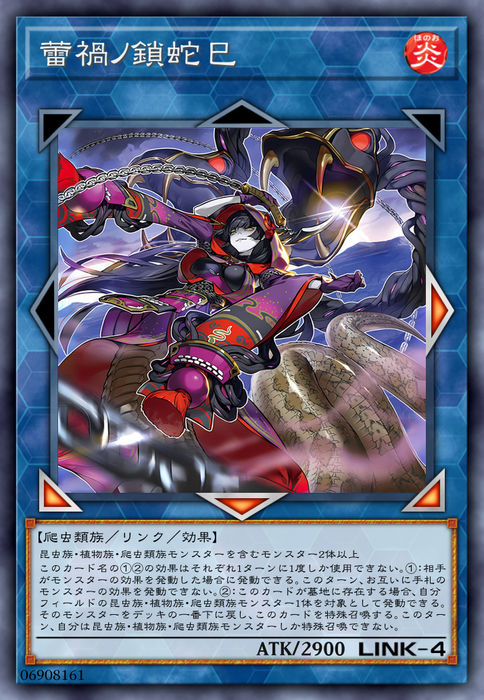 蕾禍ノ鎖蛇巳
ほのお
炎
【爬虫類族／リンク／効果】
昆虫族・植物族・爬虫類族モンスターを含むモンスター2体以上
このカード名の①②の効果はそれぞれ1ターンに1度しか使用できない。①：相手
がモンスターの効果を発動した場合に発動できる。このターン、お互いに手札の
モンスターの効果を発動できない。②：このカードが墓地に存在する場合、自分
フィールドの昆虫族・植物族・爬虫類族モンスター1体を対象として発動できる。
そのモンスターをデッキの一番下に戻し、このカードを特殊召喚する。このター
ン、自分は昆虫族・植物族・爬虫類族モンスターしか特殊召喚できない。
ATK/2900 LINK-4
06908161